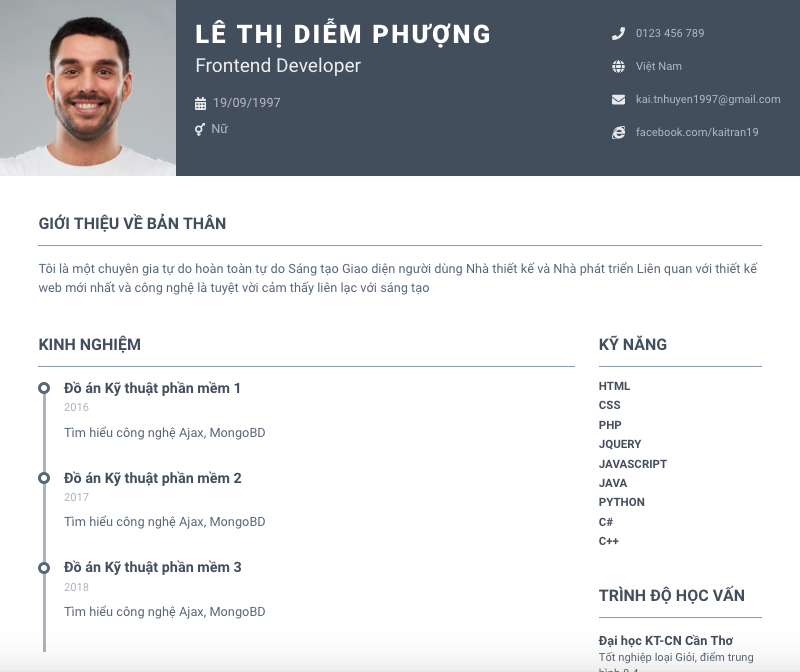 LÊ THỊ DIỄM PHƯỢNG
Frontend Developer
19/09/1997
Nữ
0123 456 789
Việt Nam
kai.tnhuyen1997@gmail.com
facebook.com/kaitran19
GIỚI THIỆU VỀ BẢN THÂN
Tôi là một chuyên gia tự do hoàn toàn tự do Sáng tạo Giao diện người dùng Nhà thiết kế và Nhà phát triển Liên quan với thiết kế
web mới nhất và công nghệ là tuyệt vời cảm thấy liên lạc với sáng tạo
KINH NGHIỆM
Đồ án Kỹ thuật phần mềm 1
2016
Tìm hiểu công nghệ Ajax, MongoBD
Đồ án Kỹ thuật phần mềm 2
2017
Tìm hiểu công nghệ Ajax, MongoBD
Đồ án Kỹ thuật phần mềm 3
2018
Tìm hiểu công nghệ Ajax, MongoBD
KỸ NĂNG
HTML
CSS
PHP
JQUERY
JAVASCRIPT
JAVA
PYTHON
C#
C++
TRÌNH ĐỘ HỌC VẤN
Đại học KT-CN Cần Thơ
Tốt nghiệp loại Giỏi, điểm trung